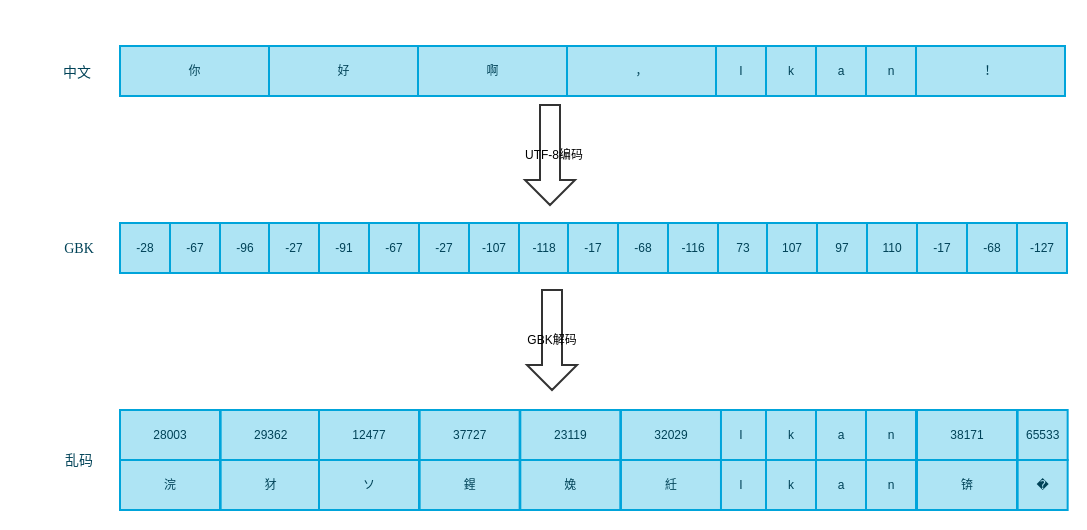 中文 你 好 啊 ， I k a n ！
UTF-8编码
GBK -28 -67 -96 -27 -91 -67 -27 -107 -118 -17 -68 -116 73 107 97 110 -17 -68 -127
GBK解码
28003 29362 12477 37727 23119 32029 I k a n 38171 65533
乱码
浣 犲 ソ 鍟 婏 紝 I k a n 锛 �